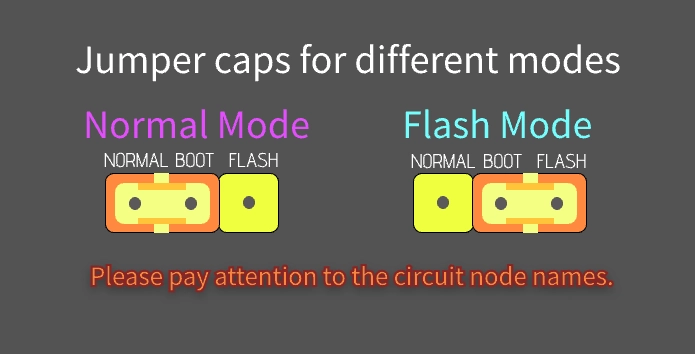 Jumper caps for different modes
Normal Mode
NORMAL BOOT FLASH
Flash Mode
NORMAL BOOT FLASH
Please pay attention to the circuit node names.